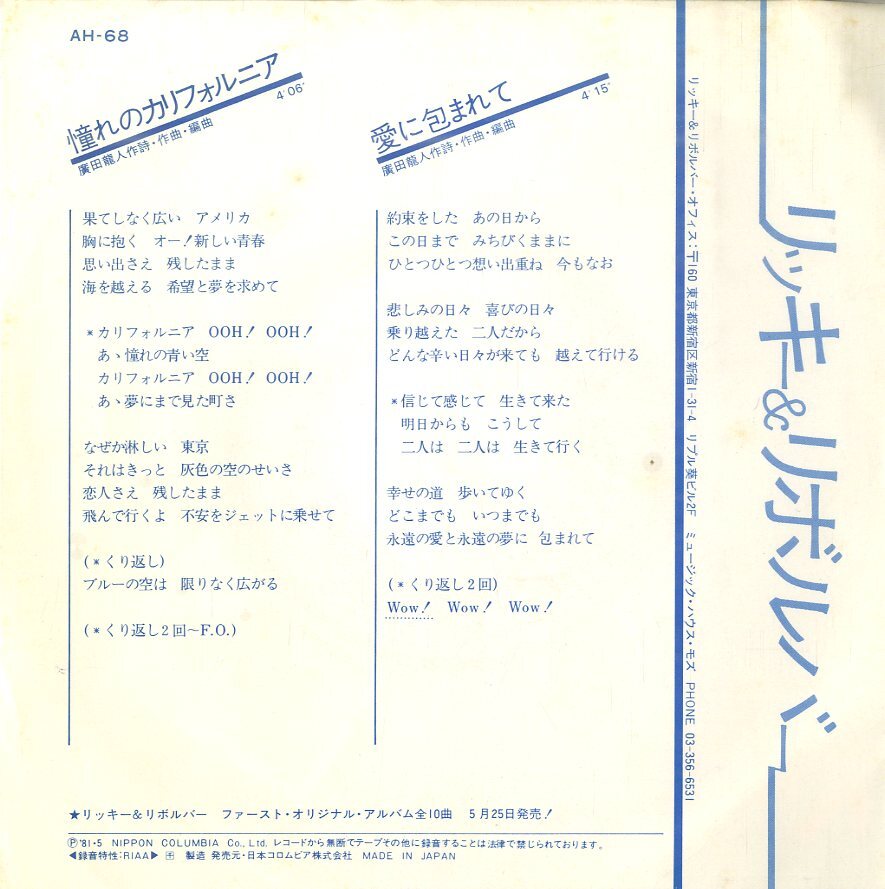 AH-68
憧れのカリフォルニア
4′06″
廣田龍人作詩・作曲・編曲
果てしなく広い　アメリカ
胸に抱く　オー！新しい青春
思い出さえ　残したまま
海を越える　希望と夢を求めて
＊カリフォルニア　OOH！　OOH！
あゝ憧れの青い空
カリフォルニア　OOH！　OOH！
あゝ夢にまで見た町さ
なぜか淋しい　東京
それはきっと　灰色の空のせいさ
恋人さえ　残したまま
飛んで行くよ　不安をジェットに乗せて
(＊くり返し)
ブルーの空は　限りなく広がる
(＊くり返し2回〜F.O.)
愛に包まれて
4′15″
廣田龍人作詩・作曲・編曲
約束をした　あの日から
この日まで　みちびくままに
ひとつひとつ想い出重ね　今もなお
悲しみの日々　喜びの日々
乗り越えた　二人だから
どんな辛い日々が来ても　越えて行ける
＊信じて感じて　生きて来た
明日からも　こうして
二人は　二人は　生きて行く
幸せの道　歩いてゆく
どこまでも　いつまでも
永遠の愛と永遠の夢に　包まれて
(＊くり返し2回)
Wow！　Wow！　Wow！
★リッキー&リボルバー　ファースト・オリジナル・アルバム全10曲　5月25日発売！
Ⓟ'81・5　NIPPON COLUMBIA Co., Ltd. レコードから無断でテープその他に録音することは法律で禁じられております。
◀録音特性：RIAA▶ 製造 発売元・日本コロムビア株式会社　MADE IN JAPAN
リッキー&リボルバー・オフィス：〒160 東京都新宿区新宿1-31-4　リブル葵ビル2F　ミュージック・ハウス・モズ　PHONE 03-356-6531
リッキー&リボルバー